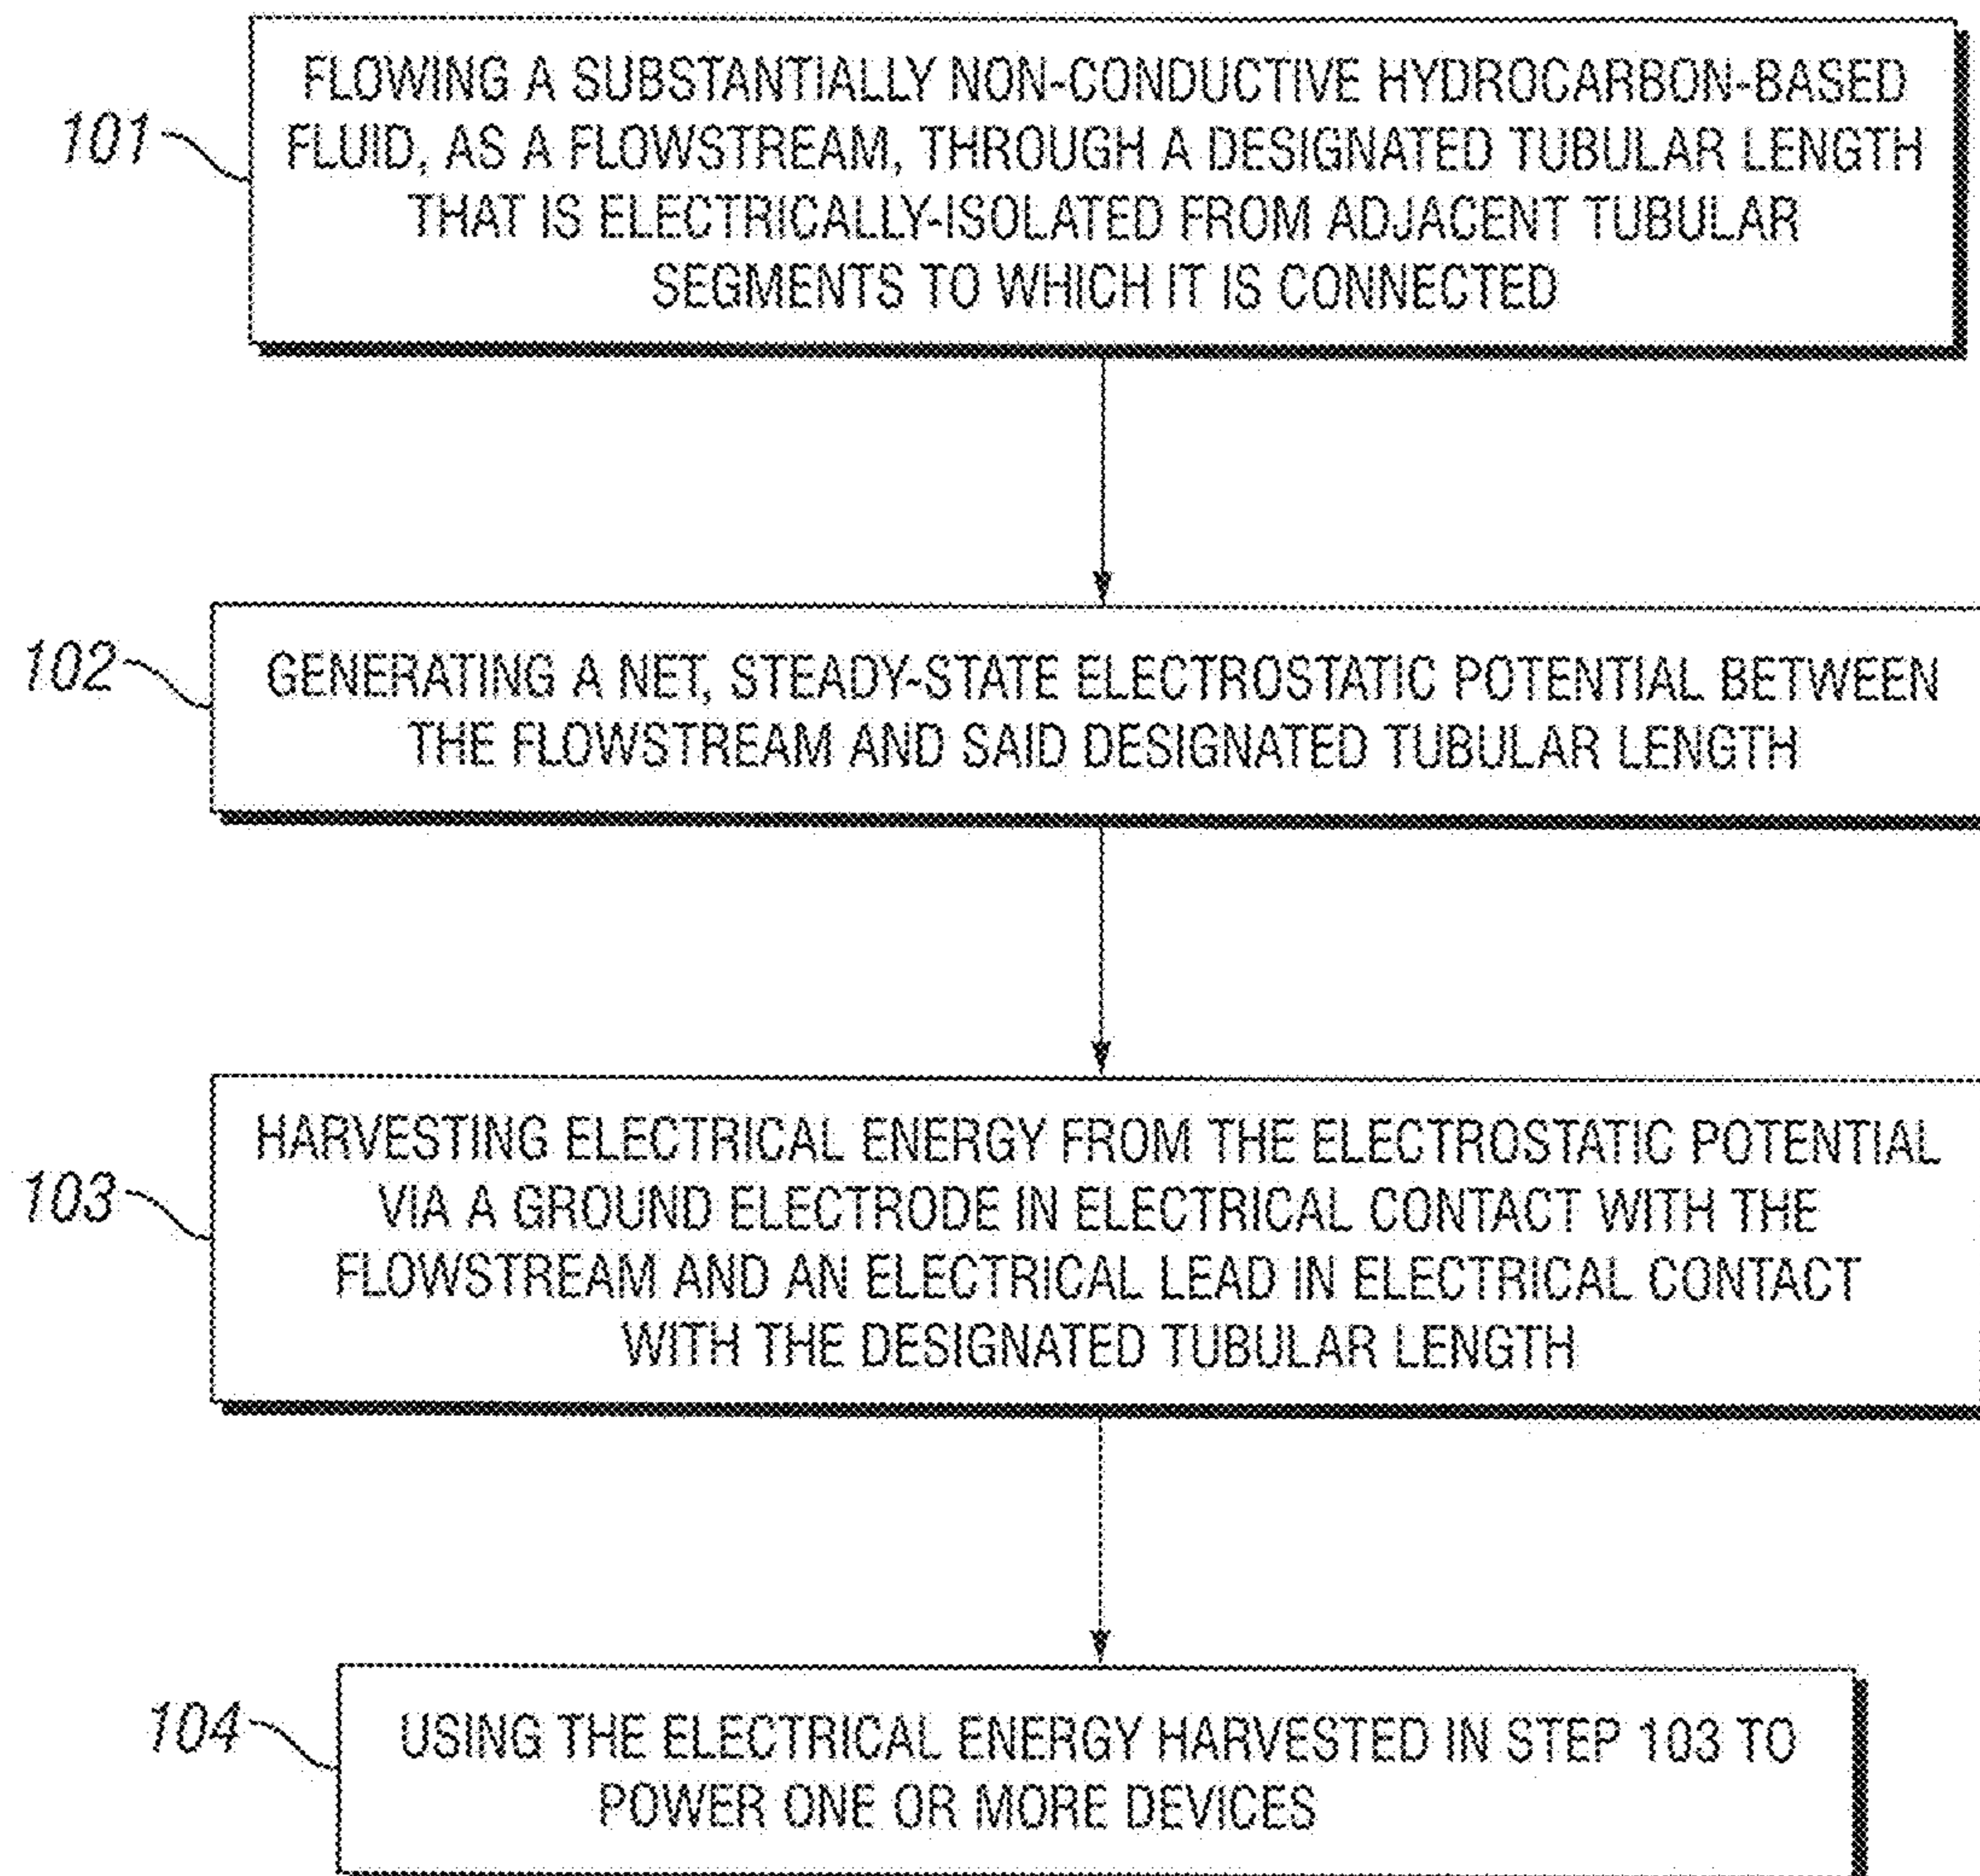 101
FLOWING A SUBSTANTIALLY NON-CONDUCTIVE HYDROCARBON-BASED
FLUID, AS A FLOWSTREAM, THROUGH A DESIGNATED TUBULAR LENGTH
THAT IS ELECTRICALLY-ISOLATED FROM ADJACENT TUBULAR
SEGMENTS TO WHICH IT IS CONNECTED
102
GENERATING A NET, STEADY-STATE ELECTROSTATIC POTENTIAL BETWEEN
THE FLOWSTREAM AND SAID DESIGNATED TUBULAR LENGTH
103
HARVESTING ELECTRICAL ENERGY FROM THE ELECTROSTATIC POTENTIAL
VIA A GROUND ELECTRODE IN ELECTRICAL CONTACT WITH THE
FLOWSTREAM AND AN ELECTRICAL LEAD IN ELECTRICAL CONTACT
WITH THE DESIGNATED TUBULAR LENGTH
104
USING THE ELECTRICAL ENERGY HARVESTED IN STEP 103 TO
POWER ONE OR MORE DEVICES